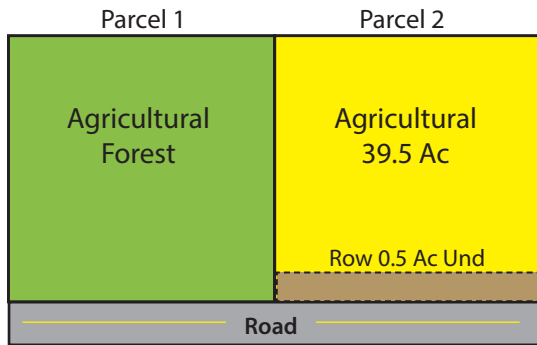 Parcel 1
Parcel 2
Agricultural
Forest
Agricultural
39.5 Ac
Row 0.5 Ac Und
Road